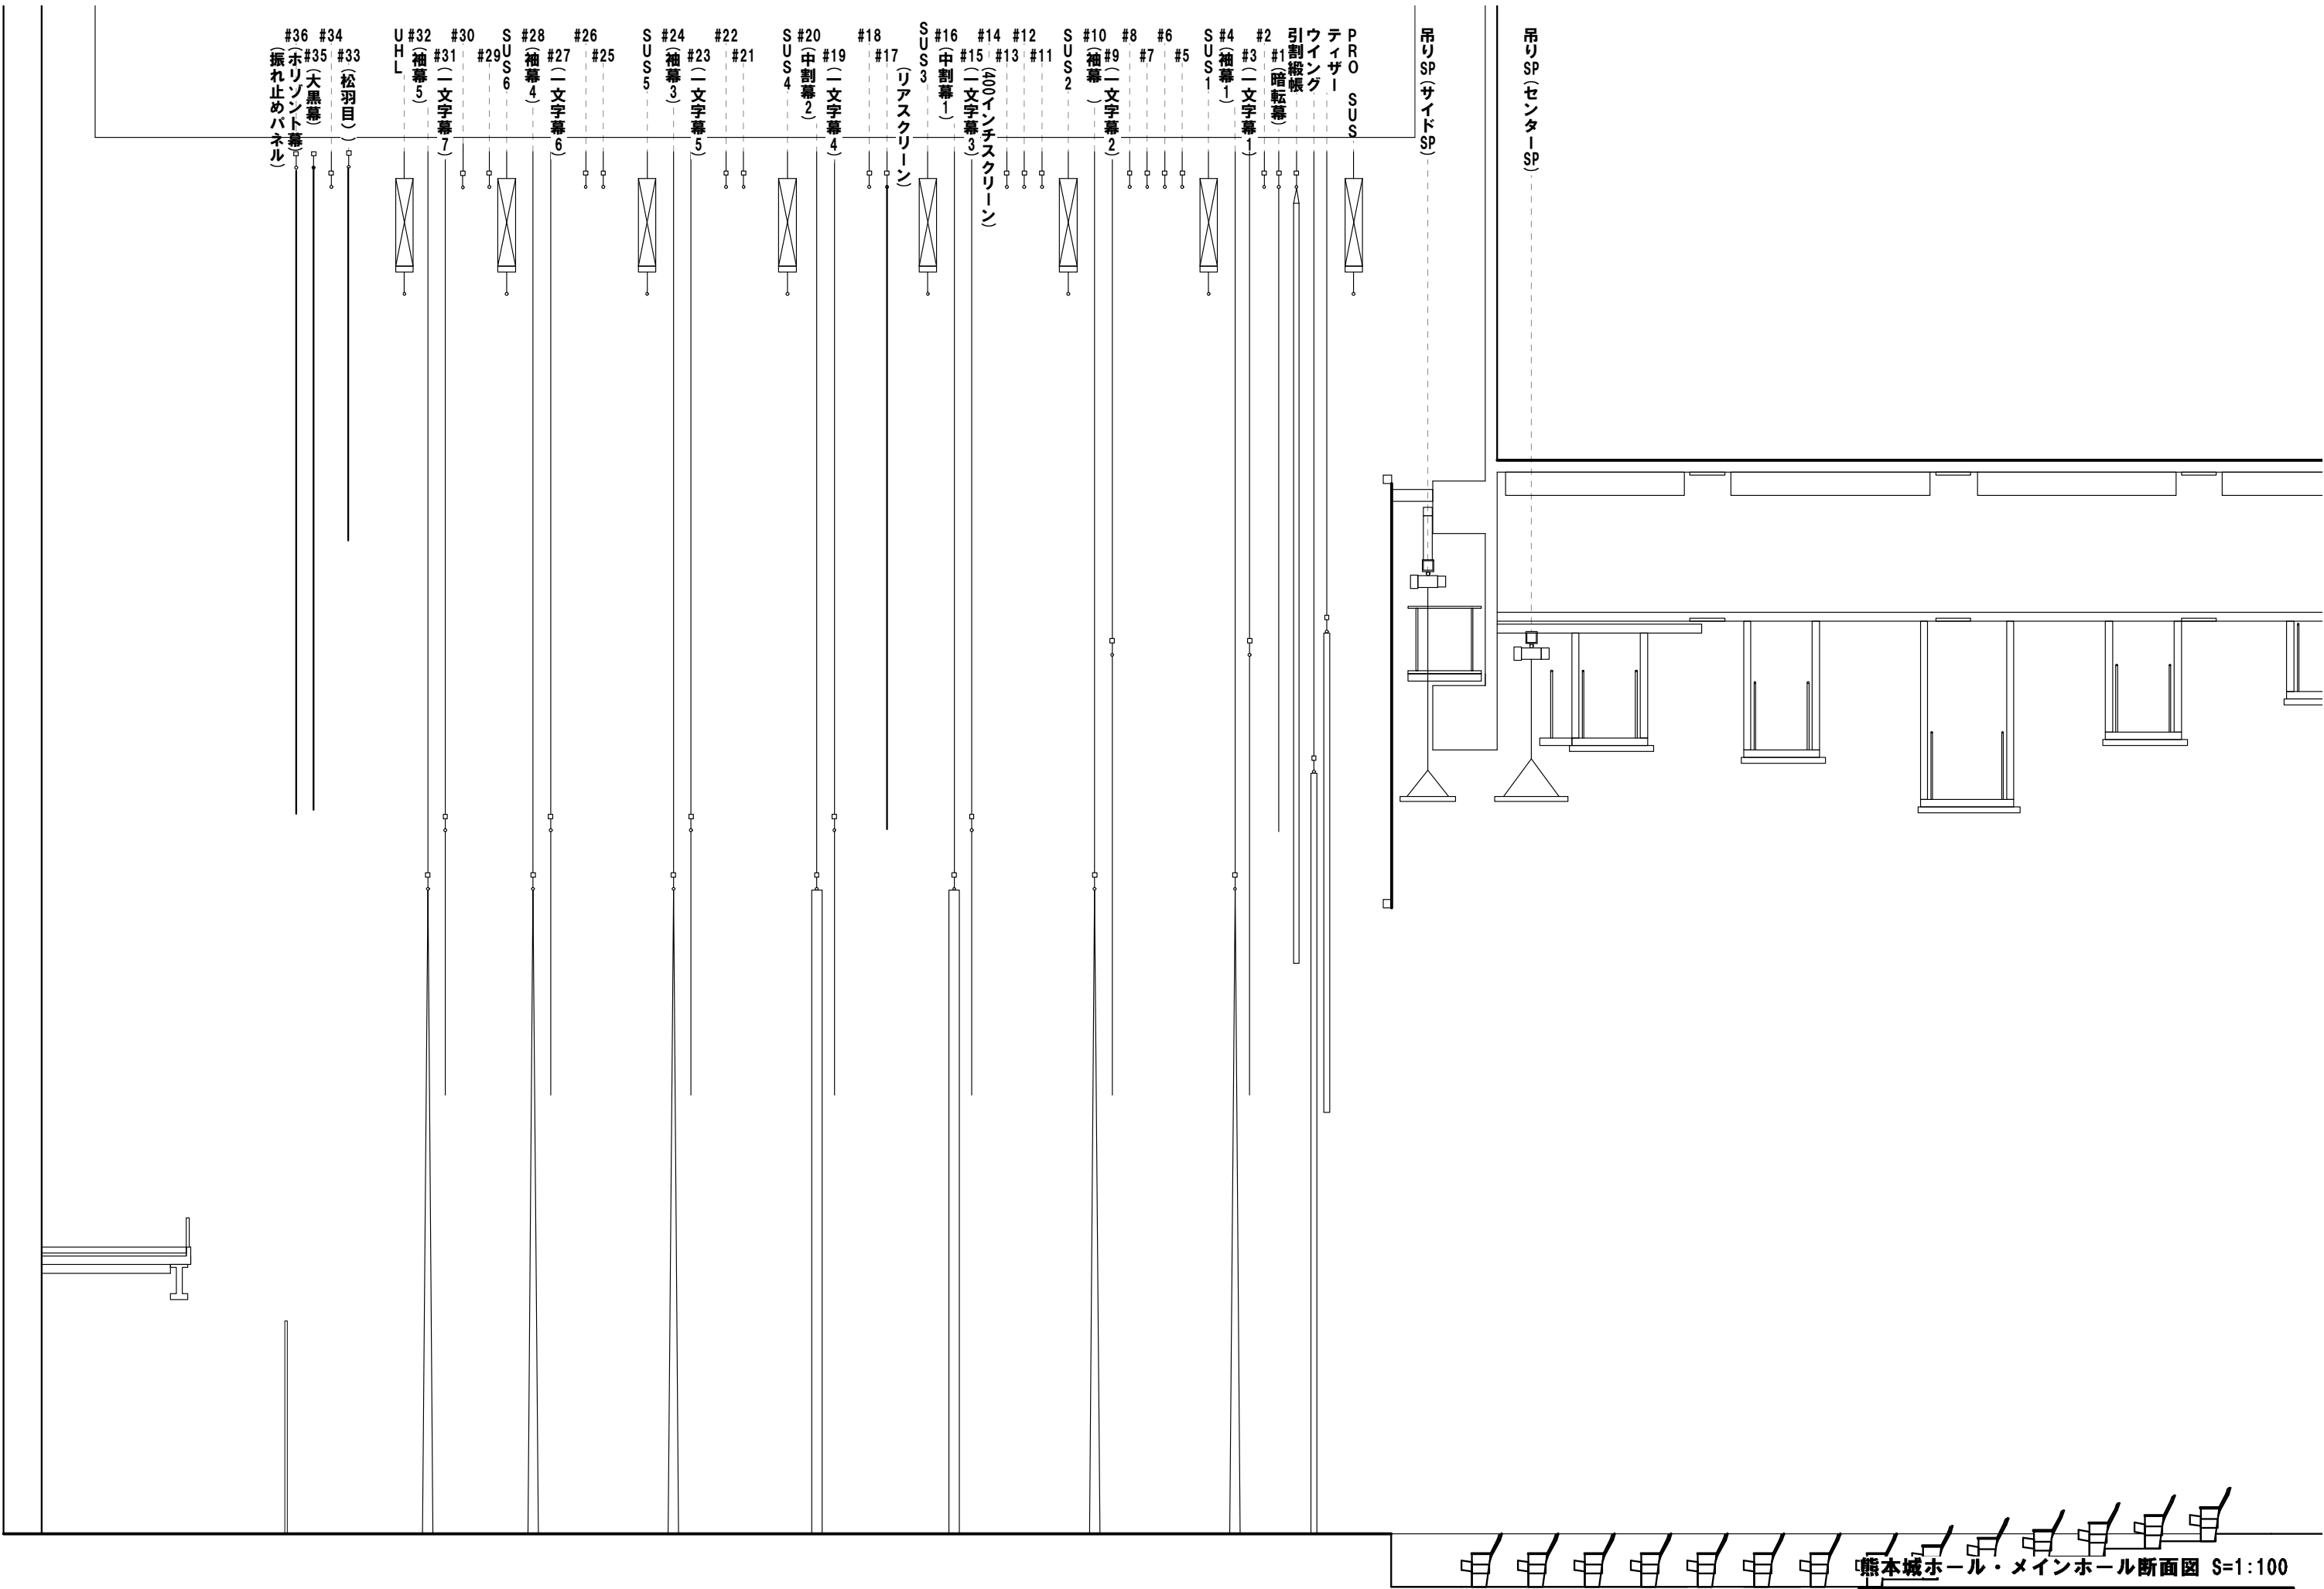 #36(ホリゾント幕)
(振れ止めパネル)
#35(大黒幕)
#34
#33(松羽目)
UHL
#32(袖幕5)
#31(一文字幕7)
#30
#29
SUS6
#28(袖幕4)
#27(一文字幕6)
#26
#25
SUS5
#24(袖幕3)
#23(一文字幕5)
#22
#21
SUS4
#20(中割幕2)
#19(一文字幕4)
#18
#17
(リアスクリーン)
SUS3
#16(中割幕1)
#15(一文字幕3)
#14
(400インチスクリーン)
#13
#12
#11
SUS2
#10(袖幕 )
#9(一文字幕2)
#8
#7
#6
#5
SUS1
#4(袖幕1)
#3(一文字幕1)
#2
#1(暗転幕)
引割緞帳
ウイング
ティザー
PRO SUS
吊りSP(サイドSP)
吊りSP(センターSP
熊本城ホール・メインホール断面図 S=1:100